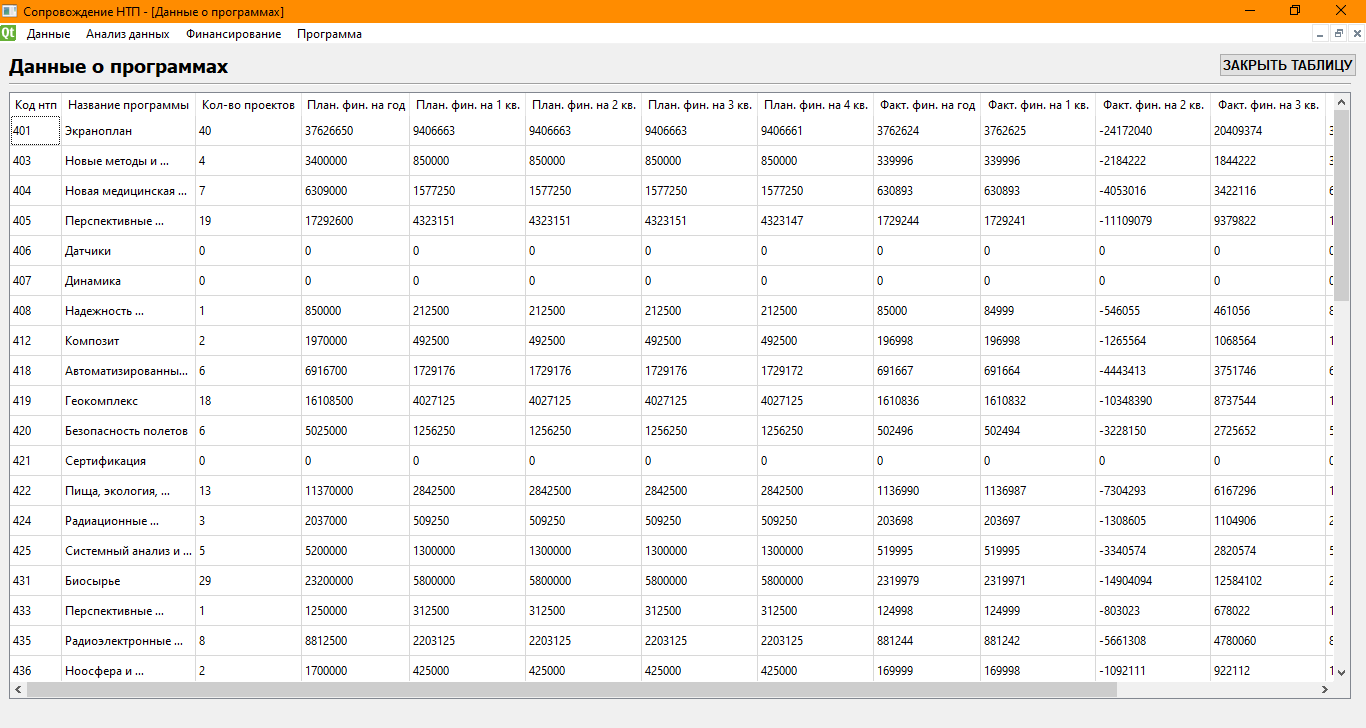 Сопровождение НТП - [Данные о программах]
Qt Данные Анализ данных Финансирование Программа
Данные о программах
ЗАКРЫТЬ ТАБЛИЦУ
Код нтп Название программы Кол-во проектов План. фин. на год План. фин. на 1 кв. План. фин. на 2 кв. План. фин. на 3 кв. План. фин. на 4 кв. Факт. фин. на год Факт. фин. на 1 кв. Факт. фин. на 2 кв. Факт. фин. на 3 кв.
401 Экраноплан 40 37626650 9406663 9406663 9406663 9406661 3762624 3762625 -24172040 20409374
403 Новые методы и ... 4 3400000 850000 850000 850000 850000 339996 339996 -2184222 1844222
404 Новая медицинская ... 7 6309000 1577250 1577250 1577250 1577250 630893 630893 -4053016 3422116
405 Перспективные ... 19 17292600 4323151 4323151 4323151 4323147 1729244 1729241 -11109079 9379822
406 Датчики 0 0 0 0 0 0 0 0 0 0
407 Динамика 0 0 0 0 0 0 0 0 0 0
408 Надежность ... 1 850000 212500 212500 212500 212500 85000 84999 -546055 461056
412 Композит 2 1970000 492500 492500 492500 492500 196998 196998 -1265564 1068564
418 Автоматизированны... 6 6916700 1729176 1729176 1729176 1729172 691667 691664 -4443413 3751746
419 Геокомплекс 18 16108500 4027125 4027125 4027125 4027125 1610836 1610832 -10348390 8737544
420 Безопасность полетов 6 5025000 1256250 1256250 1256250 1256250 502496 502494 -3228150 2725652
421 Сертификация 0 0 0 0 0 0 0 0 0 0
422 Пища, экология, ... 13 11370000 2842500 2842500 2842500 2842500 1136990 1136987 -7304293 6167296
424 Радиационные ... 3 2037000 509250 509250 509250 509250 203698 203697 -1308605 1104906
425 Системный анализ и ... 5 5200000 1300000 1300000 1300000 1300000 519995 519995 -3340574 2820574
431 Биосырье 29 23200000 5800000 5800000 5800000 5800000 2319979 2319971 -14904094 12584102
433 Перспективные ... 1 1250000 312500 312500 312500 312500 124998 124999 -803023 678022
435 Радиоэлектронные ... 8 8812500 2203125 2203125 2203125 2203125 881244 881242 -5661308 4780060
436 Ноосфера и ... 2 1700000 425000 425000 425000 425000 169999 169998 -1092111 922112